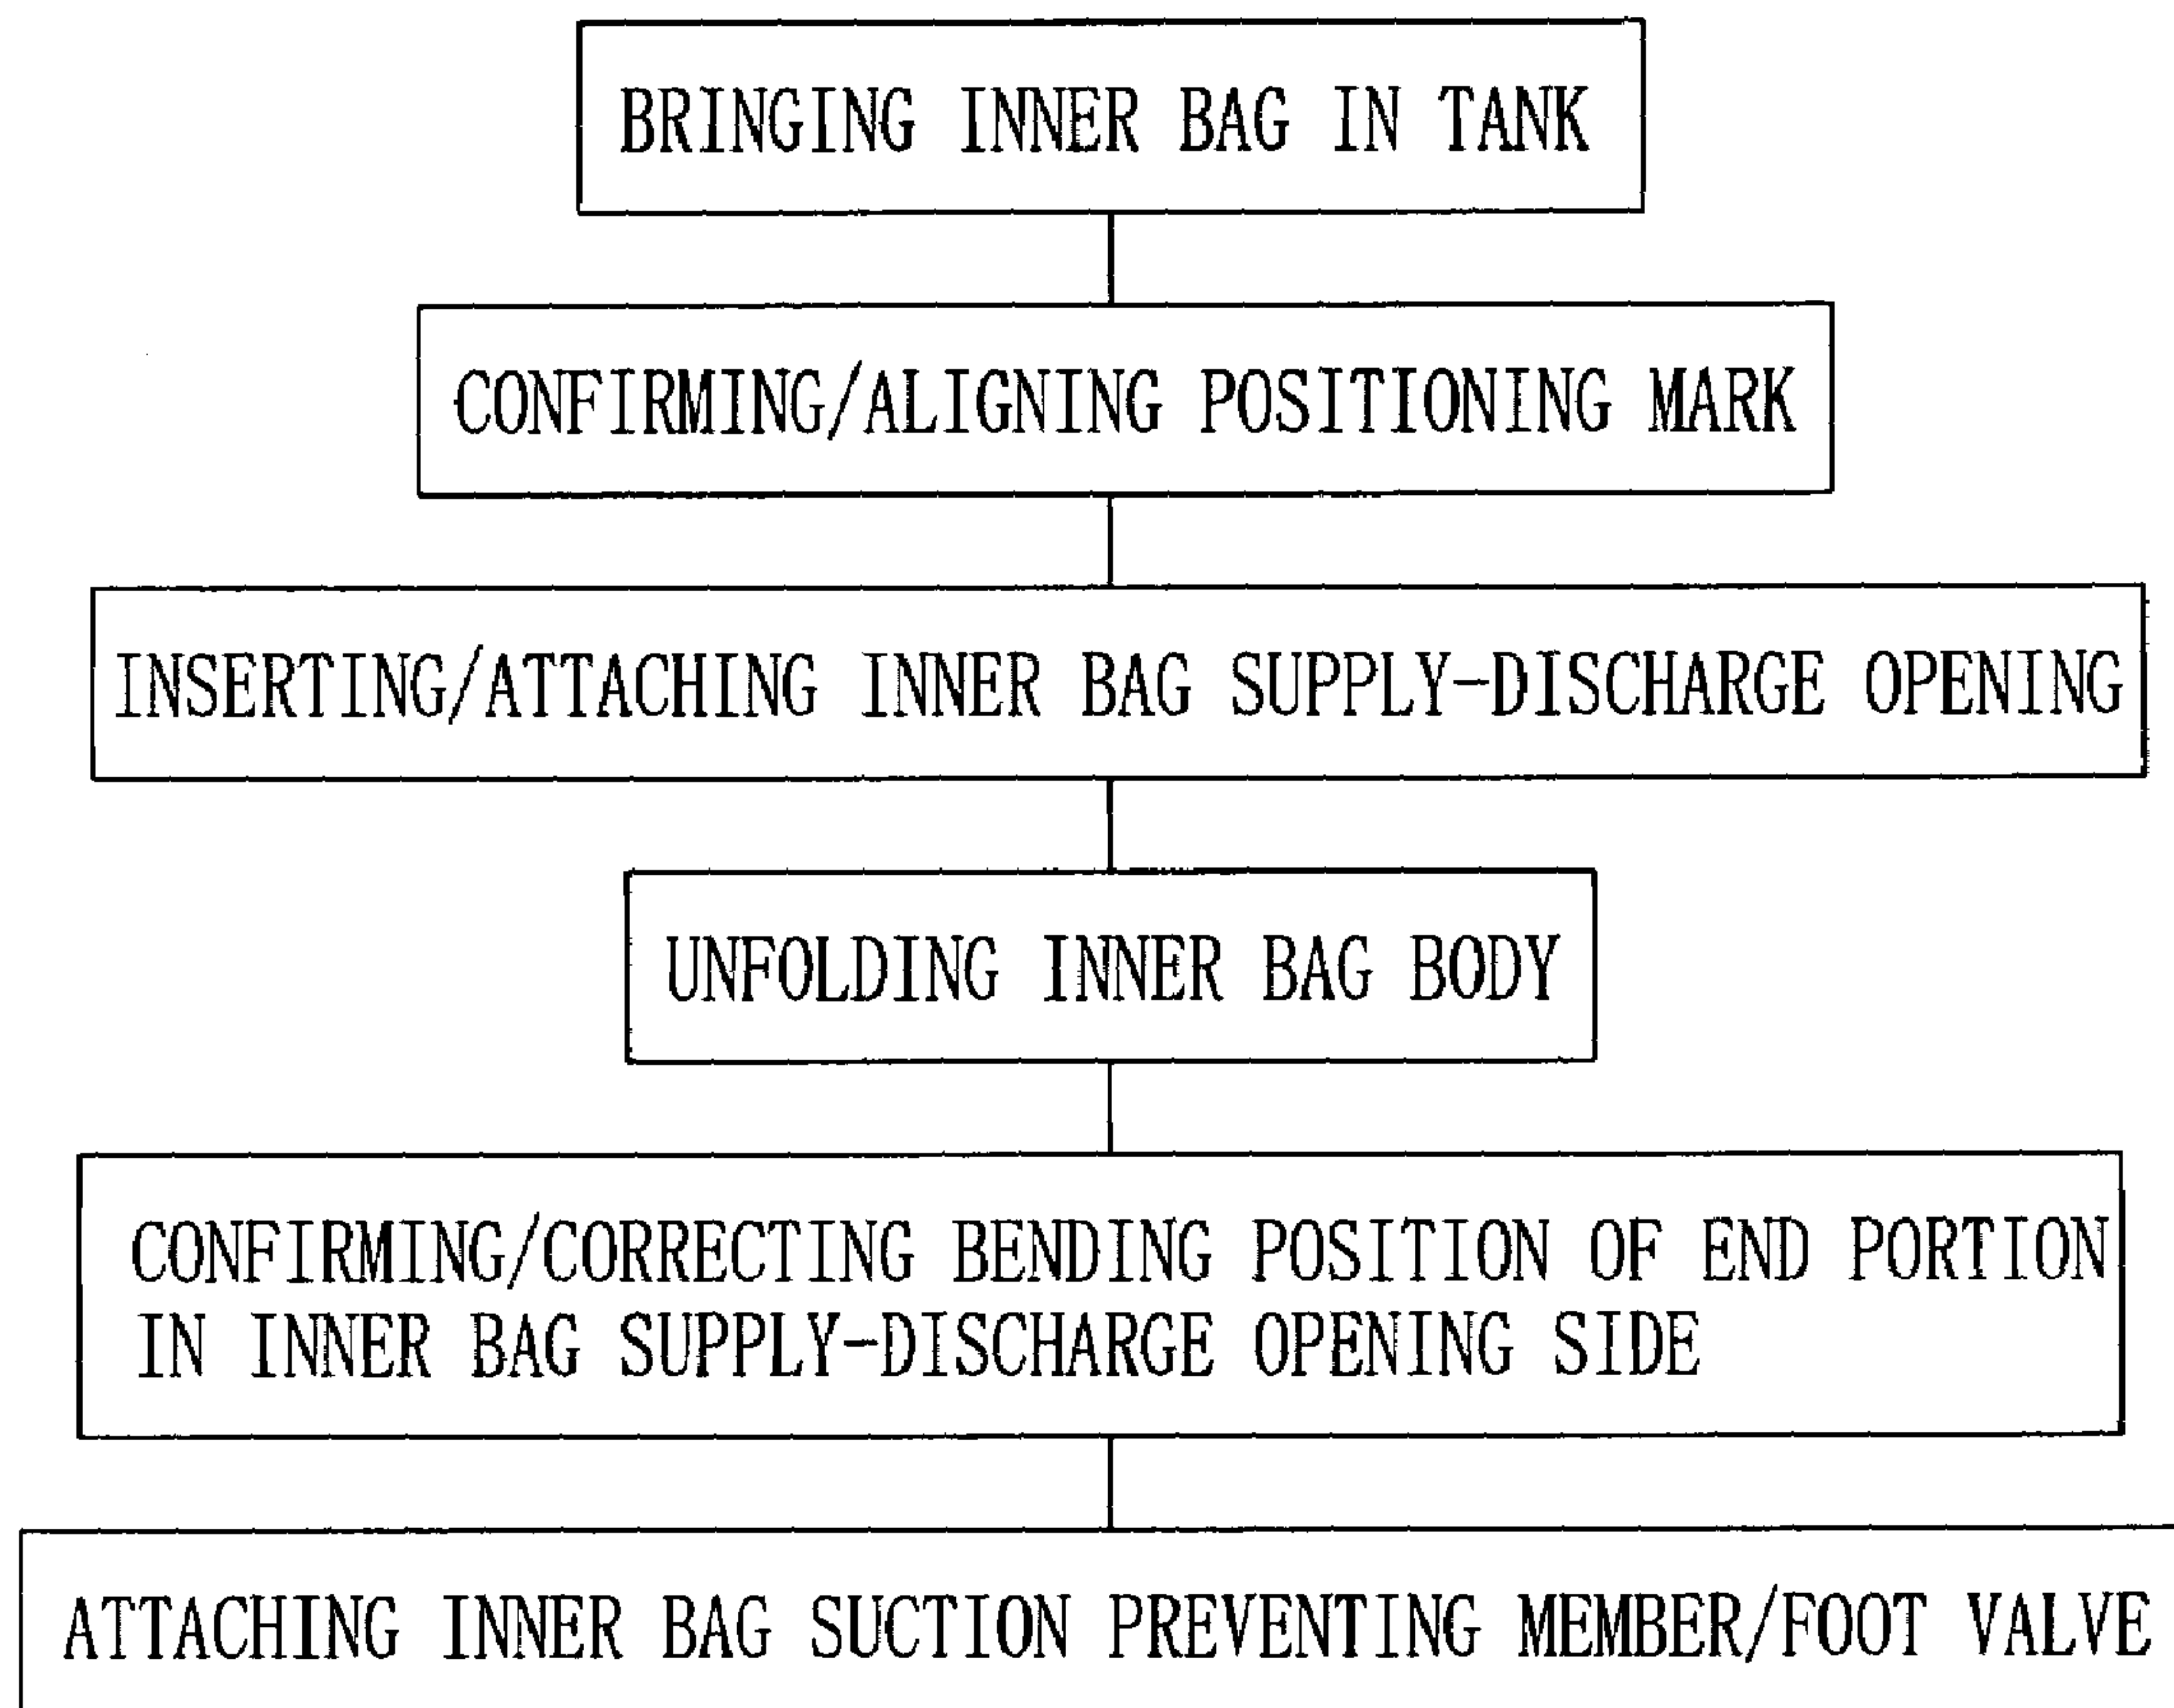 BRINGING INNER BAG IN TANK
CONFIRMING/ALIGNING POSITIONING MARK
INSERTING/ATTACHING INNER BAG SUPPLY-DISCHARGE OPENING
UNFOLDING INNER BAG BODY
CONFIRMING/CORRECTING BENDING POSITION OF END PORTION
IN INNER BAG SUPPLY-DISCHARGE OPENING SIDE
ATTACHING INNER BAG SUCTION PREVENTING MEMBER/FOOT VALVE